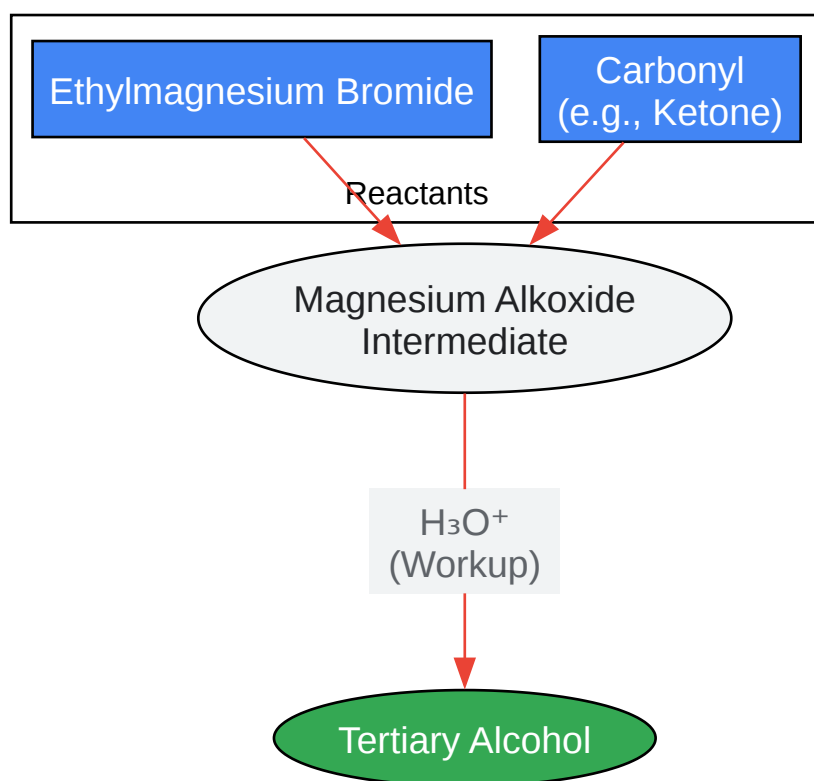 Ethylmagnesium Bromide
Carbonyl
(e.g., Ketone)
Reactants
Magnesium Alkoxide
Intermediate
H₃O⁺
(Workup)
Tertiary Alcohol